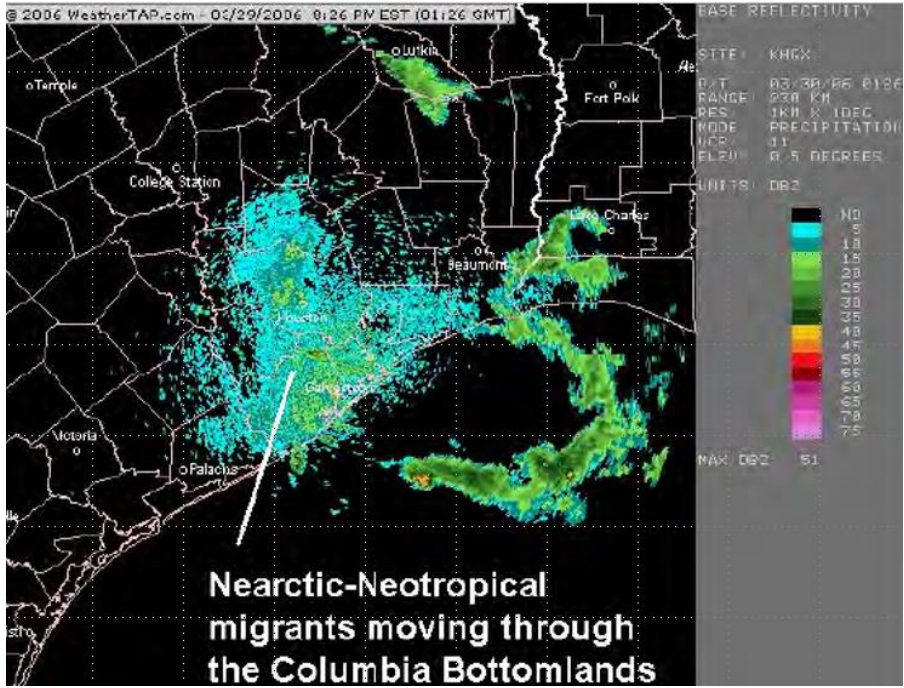 © 2006 WeatherTAP.com - 03/29/2006 8:26 PM EST (01:26 GMT)
BASE REFLECTIVITY
SITE: KHGX
D/T 03/30/06 0126
RANGE: 230 KM
RES: 1KM X 1DEG
MODE PRECIPITATION
VCP: 11
ELEV: 0.5 DEGREES
UNITS: DBZ
ND
5
10
15
20
25
30
35
40
45
50
55
60
65
70
75
MAX DBZ: 51
Lufkin
Temple
Fort Polk
College Station
Lake Charles
Beaumont
Houston
Galveston
Victoria
Palacios
Nearctic-Neotropical
migrants moving through
the Columbia Bottomlands